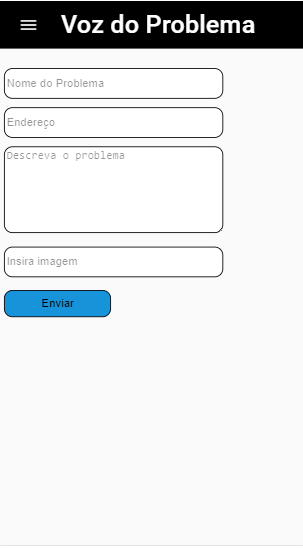 Voz do Problema
Nome do Problema
Endereço
Descreva o problema
Insira imagem
Enviar